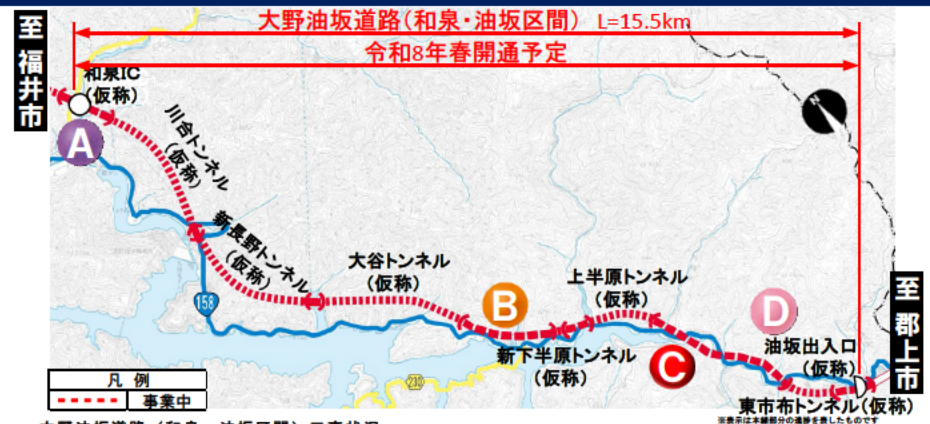 大野油坂道路(和泉・油坂区間) L=15.5km
令和8年春開通予定
至 福井市
和泉IC
(仮称)
A
川合トンネル
(仮称)
新長野トンネル
(仮称)
158
大谷トンネル
(仮称)
B
新下半原トンネル
(仮称)
上半原トンネル
(仮称)
C
D
油坂出入口
(仮称)
東市布トンネル(仮称)
至 郡上市
N
230
凡 例
事業中
※表示は本線部分の進捗を表したものです